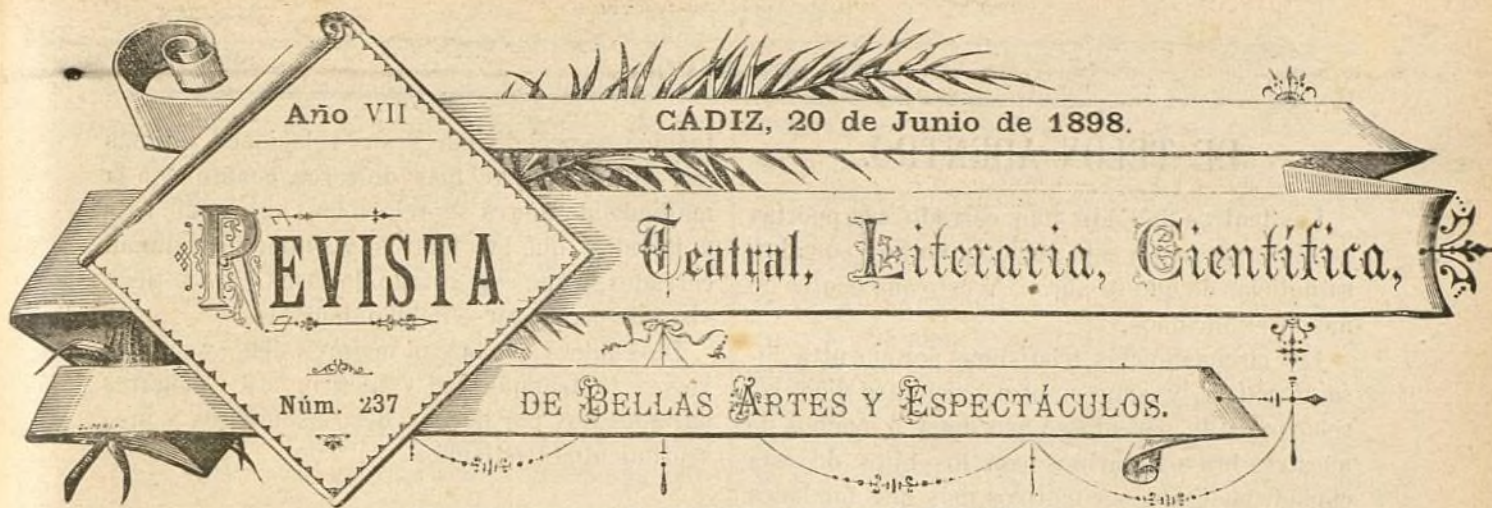 Año VII
CÁDIZ, 20 de Junio de 1898.
REVISTA Teatral, Literaria, Científica,
Núm. 237
DE BELLAS ARTES Y ESPECTÁCULOS.